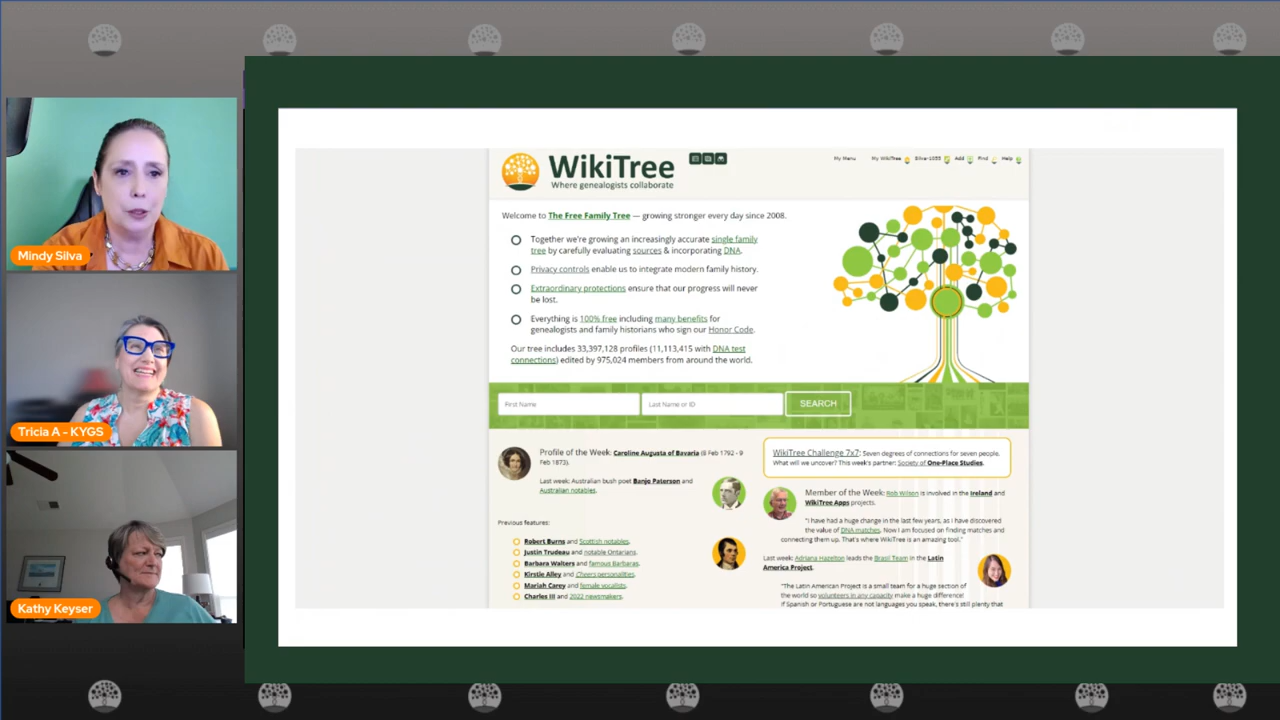 Mindy Silva
Tricia A - KYGS
Kathy Keyser
WikiTree
Where genealogists collaborate
My Menu My WikiTree Silva-1055 Add Find Help
Welcome to The Free Family Tree — growing stronger every day since 2008.
Together we're growing an increasingly accurate single family
tree by carefully evaluating sources & incorporating DNA.
Privacy controls enable us to integrate modern family history.
Extraordinary protections ensure that our progress will never
be lost.
Everything is 100% free including many benefits for
genealogists and family historians who sign our Honor Code.
Our tree includes 33,397,128 profiles (11,113,415 with DNA test
connections) edited by 975,024 members from around the world.
First Name
Last Name or ID
SEARCH
Profile of the Week: Caroline Augusta of Bavaria (8 Feb 1792 - 9
Feb 1873).
Last week: Australian bush poet Banjo Paterson and
Australian notables.
Previous features:
Robert Burns and Scottish notables.
Justin Trudeau and notable Ontarians.
Barbara Walters and famous Barbaras.
Kirstie Alley and Cheers personalities.
Mariah Carey and female vocalists.
Charles III and 2022 newsmakers.
WikiTree Challenge 7x7: Seven degrees of connections for seven people.
What will we uncover? This week's partner: Society of One-Place Studies.
Member of the Week: Rob Wilson is involved in the Ireland and
WikiTree Apps projects.
"I have had a huge change in the last few years, as I have discovered
the value of DNA matches. Now I am focused on finding matches and
connecting them up. That's where WikiTree is an amazing tool."
Last week: Adriana Hazelton leads the Brasil Team in the Latin
America Project.
"The Latin American Project is a small team for a huge section of
the world so volunteers in any capacity make a huge difference!
If Spanish or Portuguese are not languages you speak, there's still plenty that